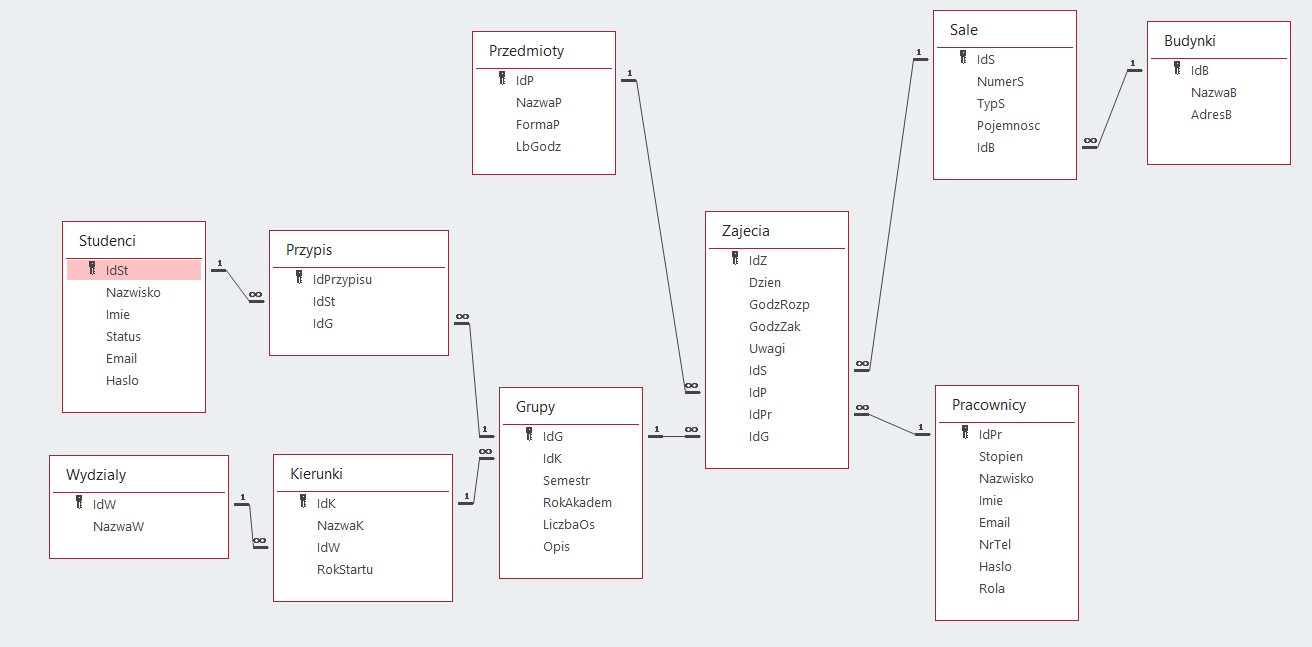 Przedmioty
IdP
NazwaP
FormaP
LbGodz
Sale
IdS
NumerS
TypS
Pojemnosc
IdB
Budynki
IdB
NazwaB
AdresB
Studenci
IdSt
Nazwisko
Imie
Status
Email
Haslo
Przypis
IdPrzypisu
IdSt
IdG
Zajecia
IdZ
Dzien
GodzRozp
GodzZak
Uwagi
IdS
IdP
IdPr
IdG
Wydzialy
IdW
NazwaW
Kierunki
IdK
NazwaK
IdW
RokStartu
Grupy
IdG
IdK
Semestr
RokAkadem
LiczbaOs
Opis
Pracownicy
IdPr
Stopien
Nazwisko
Imie
Email
NrTel
Haslo
Rola
1
∞
1
∞
1
∞
1
∞
1
∞
1
∞
1
∞
1
∞
1
∞